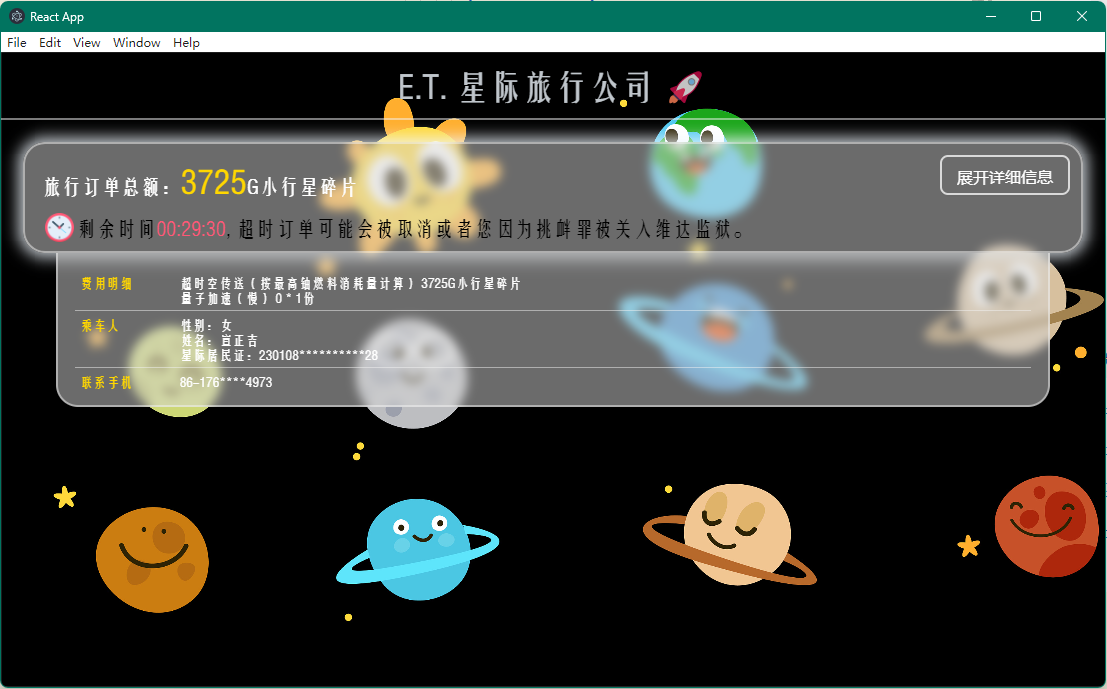 React App
File Edit View Window Help
E.T. 星际旅行公司
旅行订单总额：3725G小行星碎片
展开详细信息
剩余时间00:29:30,超时订单可能会被取消或者您因为挑衅罪被关入维达监狱。
费用明细 超时空传送（按最高铀燃料消耗量计算）3725G小行星碎片
量子加速（慢）0*1份
乘车人 性别：女
姓名：宣正吉
星际居民证：230108**********28
联系手机 86-176****4973